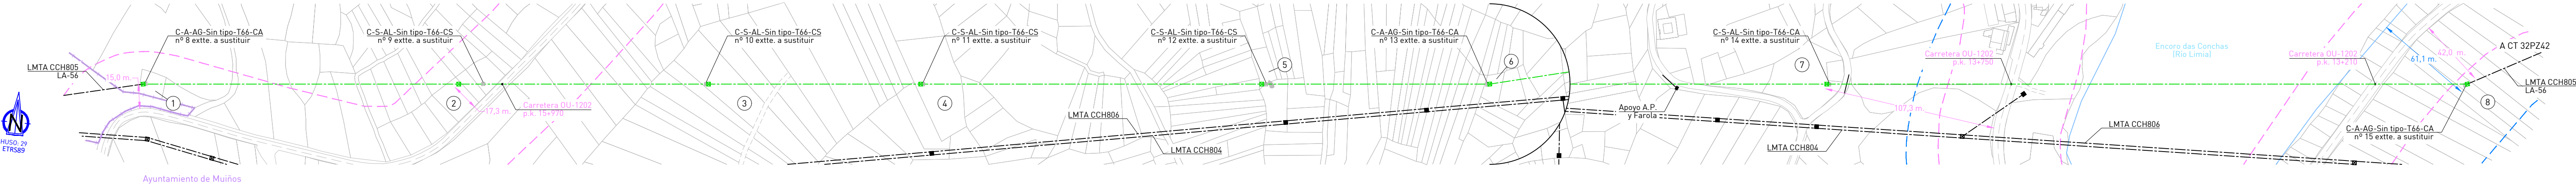 C-A-AG-Sin tipo-T66-CA
nº 8 extte. a sustituir
C-S-AL-Sin tipo-T66-CS
nº 9 extte. a sustituir
C-S-AL-Sin tipo-T66-CS
nº 10 extte. a sustituir
C-S-AL-Sin tipo-T66-CS
nº 11 extte. a sustituir
C-S-AL-Sin tipo-T66-CS
nº 12 extte. a sustituir
C-A-AG-Sin tipo-T66-CA
nº 13 extte. a sustituir
C-S-AL-Sin tipo-T66-CA
nº 14 extte. a sustituir
Carretera OU-1202
p.k. 13+750
Encoro das Conchas
(Río Limia)
Carretera OU-1202
p.k. 13+210
42,0 m.
61,1 m.
A CT 32PZ42
LMTA CCH805
LA-56
LMTA CCH805
LA-56
15,0 m
1
2
3
4
5
6
7
8
17,3 m.
Carretera OU-1202
p.k. 15+970
LMTA CCH806
LMTA CCH804
Apoyo A.P.
y Farola
107,3 m.
LMTA CCH804
LMTA CCH806
C-A-AG-Sin tipo-T66-CA
nº 15 extte. a sustituir
N
HUSO: 29
ETRS89
Ayuntamiento de Muiños